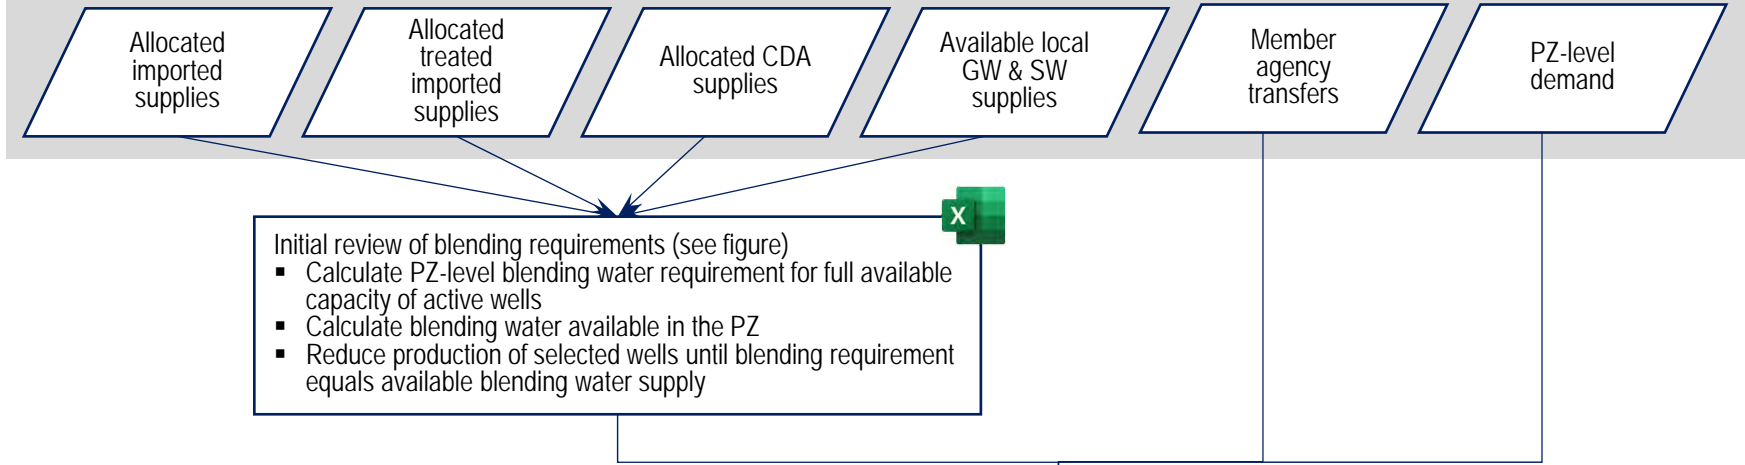 Allocated
imported
supplies
Allocated
treated
imported
supplies
Allocated CDA
supplies
Available local
GW & SW
supplies
Member
agency
transfers
PZ-level
demand
X
Initial review of blending requirements (see figure)
▪ Calculate PZ-level blending water requirement for full available
capacity of active wells
▪ Calculate blending water available in the PZ
▪ Reduce production of selected wells until blending requirement
equals available blending water supply